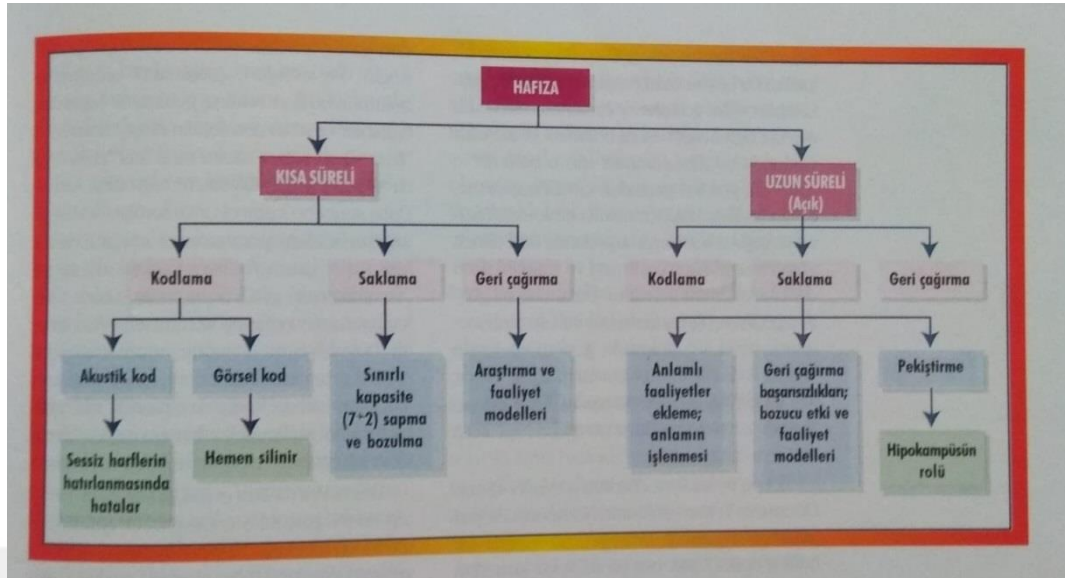 HAFIZA
KISA SÜRELİ
UZUN SÜRELİ
(Açık)
Kodlama
Saklama
Geri çağırma
Kodlama
Saklama
Geri çağırma
Akustik kod
Görsel kod
Sınırlı
kapasite
(7+2) sapma
ve bozulma
Araştırma ve
faaliyet
modelleri
Anlamlı
faaliyetler
ekleme;
anlamın
işlenmesi
Geri çağırma
başarısızlıkları;
bozucu etki ve
faaliyet
modelleri
Pekiştirme
Sessiz harflerin
hatırlanmasında
hatalar
Hemen silinir
Hipokampüsün
rolü